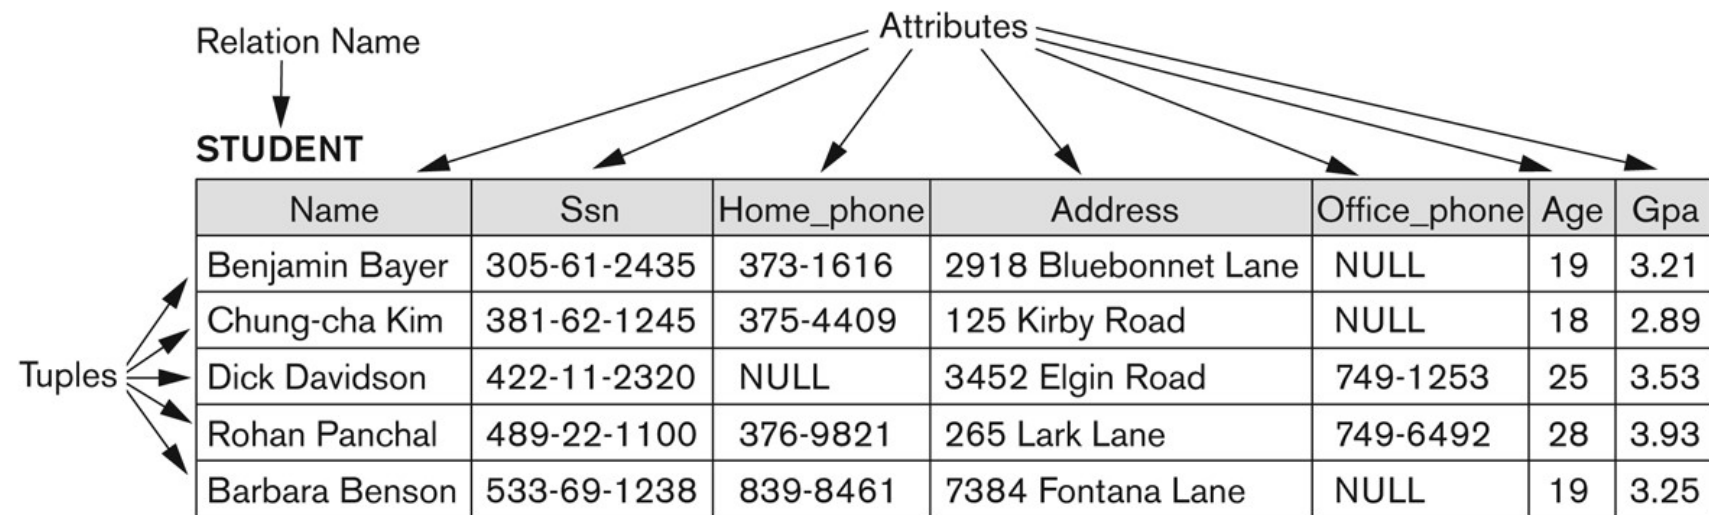 Attributes
Relation Name
STUDENT
Name Ssn Home_phone Address Office_phone Age Gpa
Benjamin Bayer 305-61-2435 373-1616 2918 Bluebonnet Lane NULL 19 3.21
Chung-cha Kim 381-62-1245 375-4409 125 Kirby Road NULL 18 2.89
Tuples Dick Davidson 422-11-2320 NULL 3452 Elgin Road 749-1253 25 3.53
Rohan Panchal 489-22-1100 376-9821 265 Lark Lane 749-6492 28 3.93
Barbara Benson 533-69-1238 839-8461 7384 Fontana Lane NULL 19 3.25